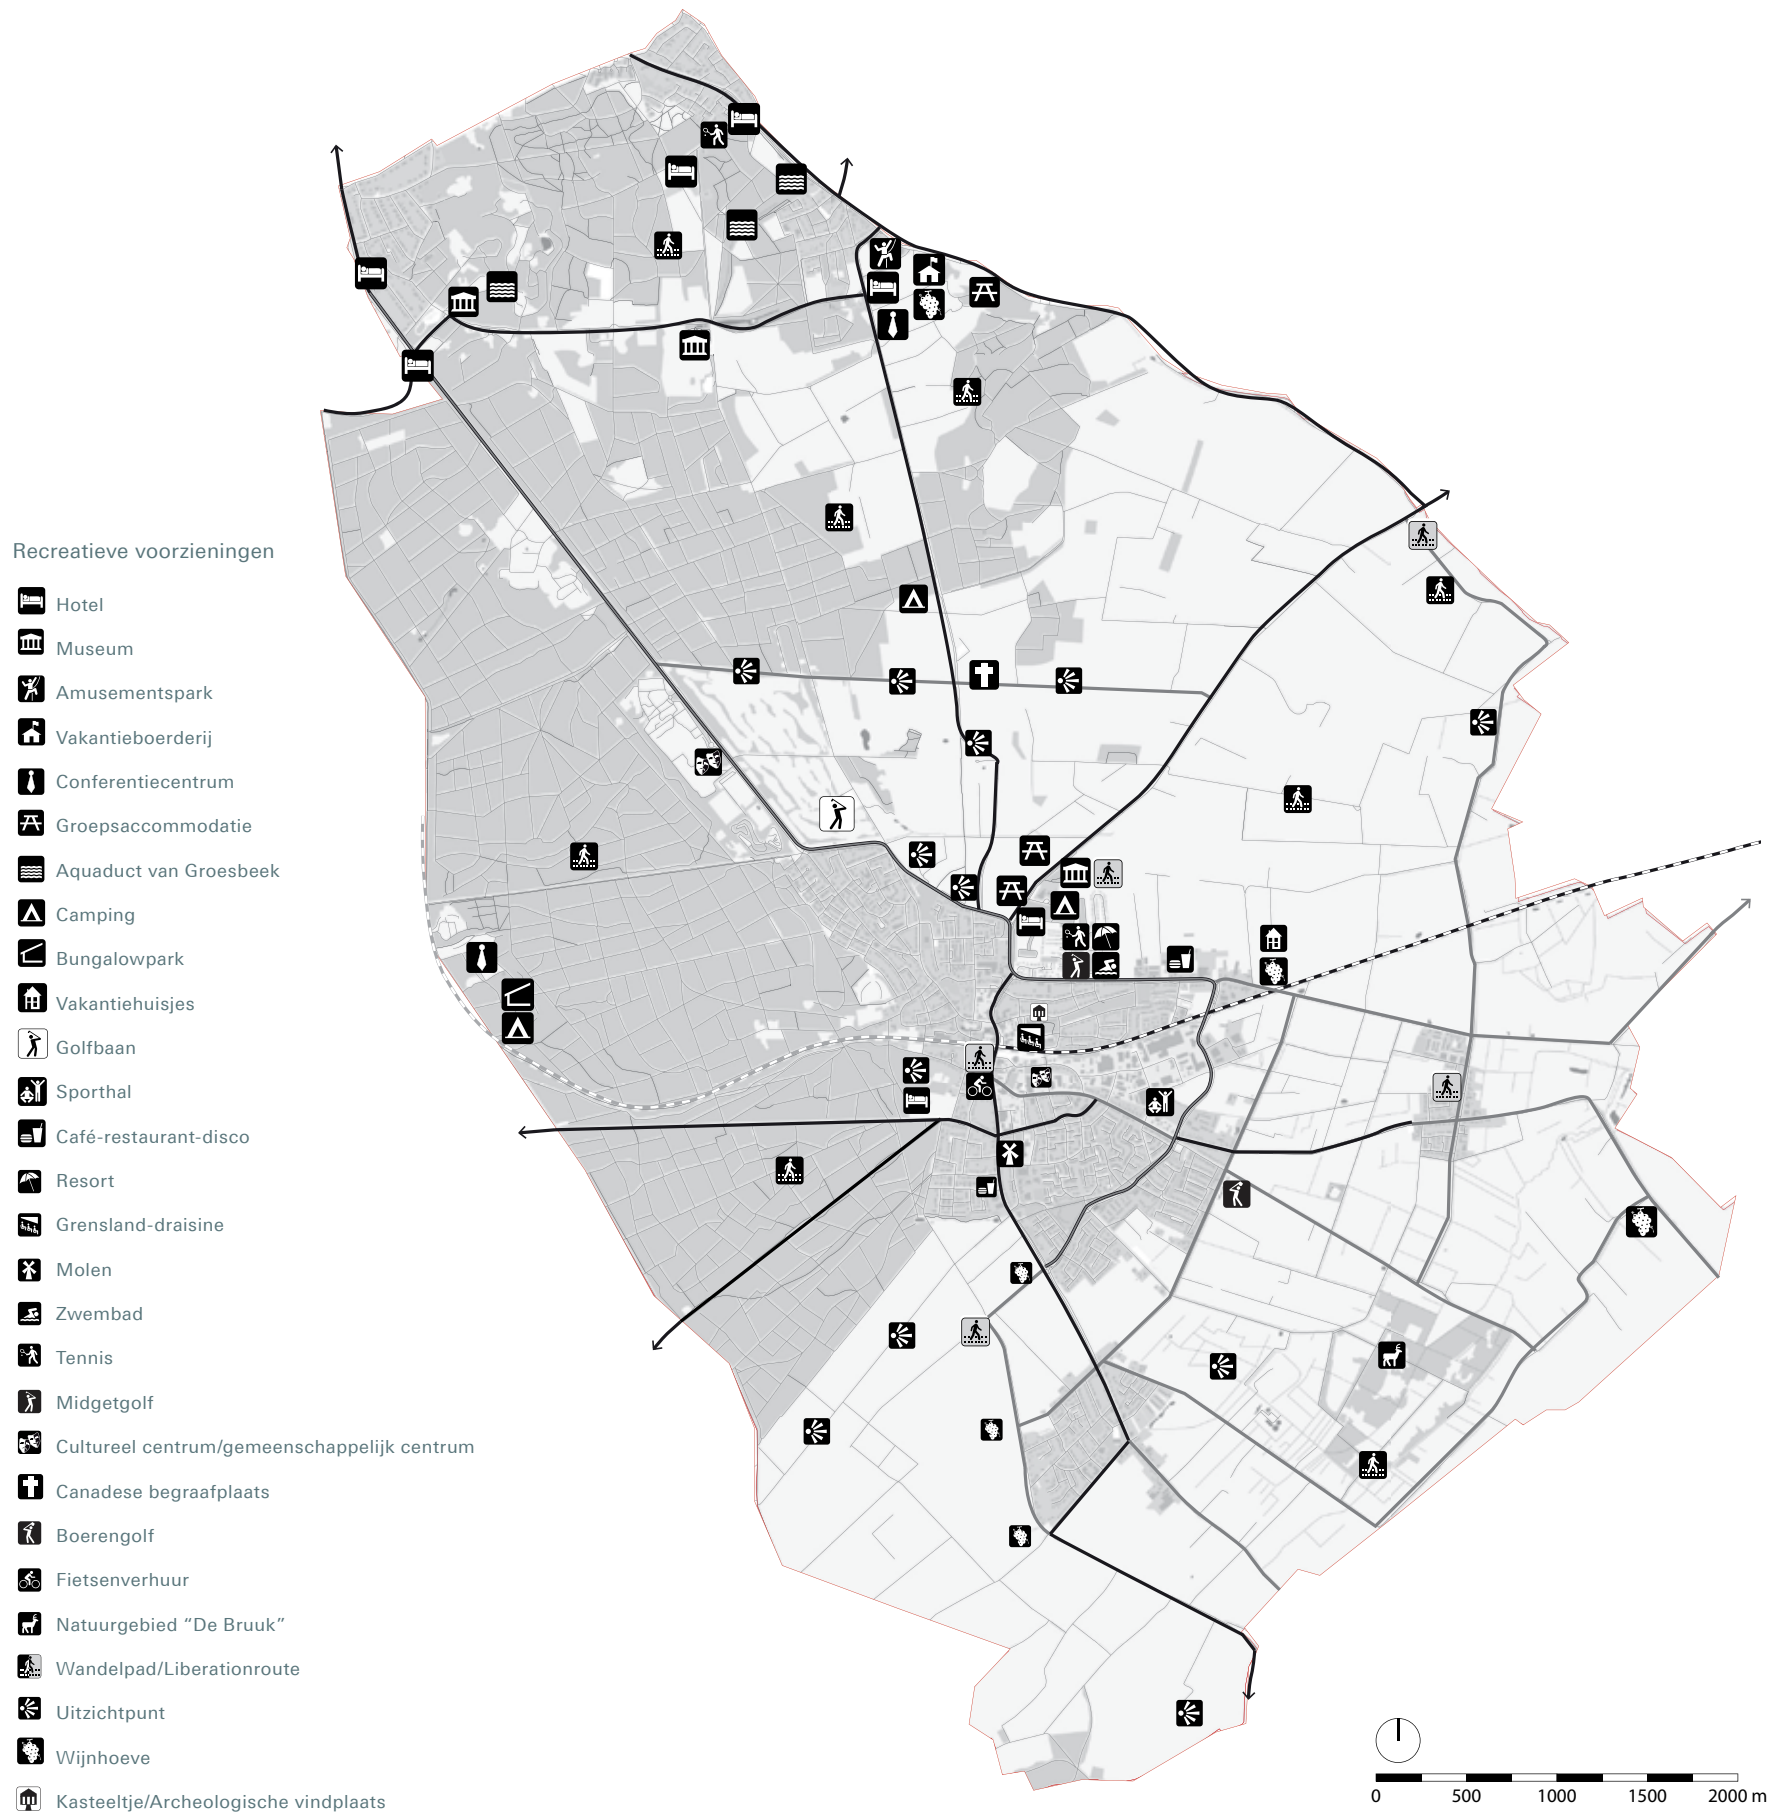 Recreatieve voorzieningen
Hotel
Museum
Amusementspark
Vakantieboerderij
Conferentiecentrum
Groepsaccommodatie
Aquaduct van Groesbeek
Camping
Bungalowpark
Vakantiehuisjes
Golfbaan
Sporthal
Café-restaurant-disco
Resort
Grensland-draisine
Molen
Zwembad
Tennis
Midgetgolf
Cultureel centrum/gemeenschappelijk centrum
Canadese begraafplaats
Boerengolf
Fietsenverhuur
Natuurgebied “De Bruuk”
Wandelpad/Liberationroute
Uitzichtpunt
Wijnhoeve
Kasteeltje/Archeologische vindplaats
0 500 1000 1500 2000 m